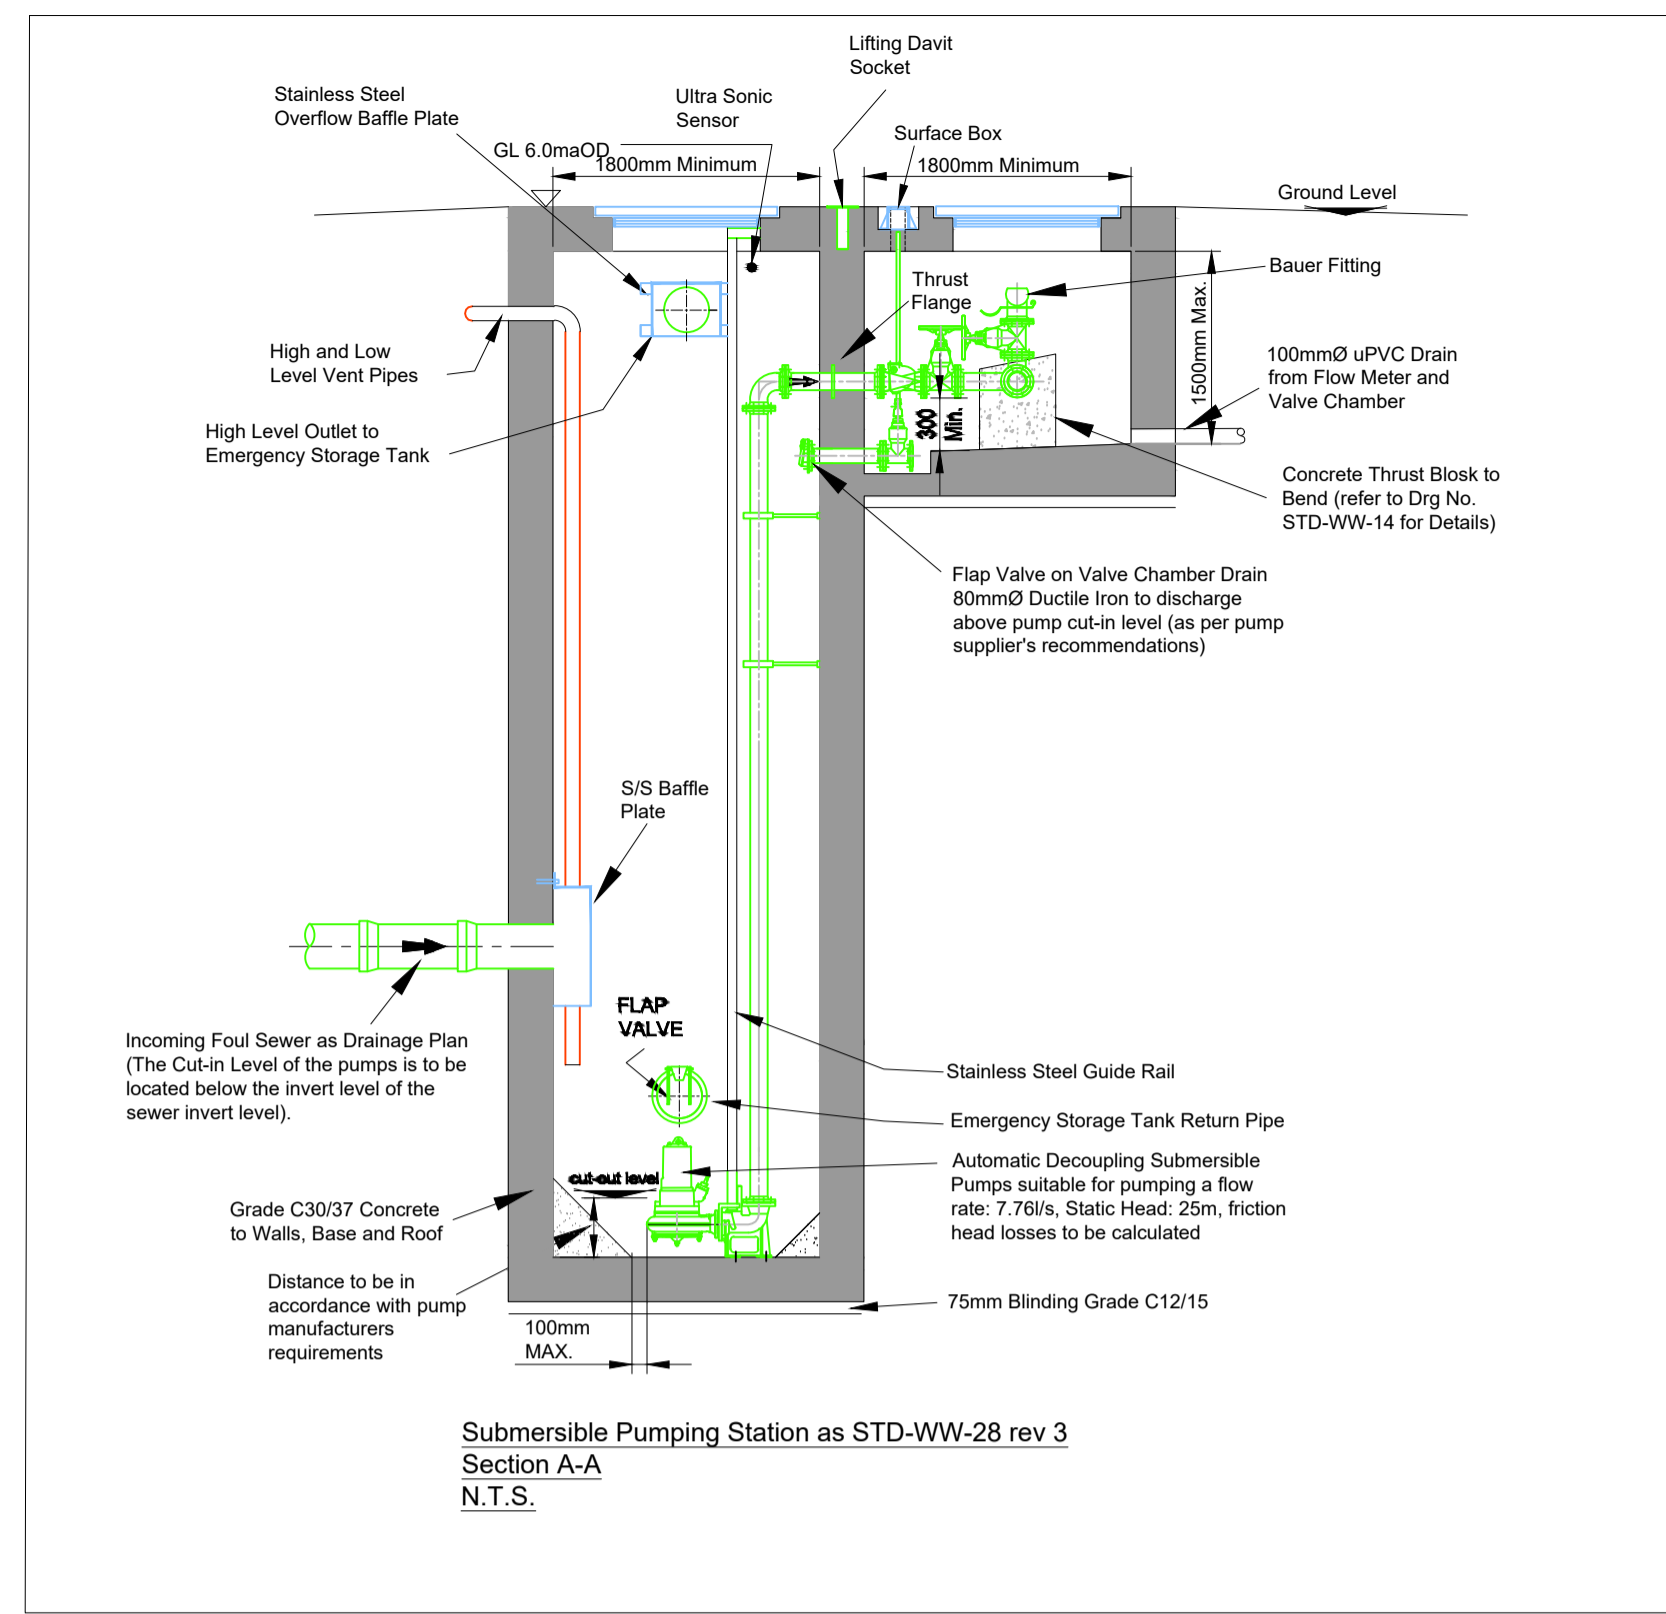 Lifting Davit
Socket
Stainless Steel
Overflow Baffle Plate
Ultra Sonic
Sensor
Surface Box
GL 6.0maOD
1800mm Minimum
1800mm Minimum
Ground Level
Bauer Fitting
Thrust
Flange
1500mm Max.
High and Low
Level Vent Pipes
100mmØ uPVC Drain
from Flow Meter and
Valve Chamber
300
Min.
High Level Outlet to
Emergency Storage Tank
Concrete Thrust Blosk to
Bend (refer to Drg No.
STD-WW-14 for Details)
Flap Valve on Valve Chamber Drain
80mmØ Ductile Iron to discharge
above pump cut-in level (as per pump
supplier's recommendations)
S/S Baffle
Plate
FLAP
VALVE
Incoming Foul Sewer as Drainage Plan
(The Cut-in Level of the pumps is to be
located below the invert level of the
sewer invert level).
Stainless Steel Guide Rail
Emergency Storage Tank Return Pipe
cut-out level
Automatic Decoupling Submersible
Pumps suitable for pumping a flow
rate: 7.76l/s, Static Head: 25m, friction
head losses to be calculated
Grade C30/37 Concrete
to Walls, Base and Roof
Distance to be in
accordance with pump
manufacturers
requirements
75mm Blinding Grade C12/15
100mm
MAX.
Submersible Pumping Station as STD-WW-28 rev 3
Section A-A
N.T.S.